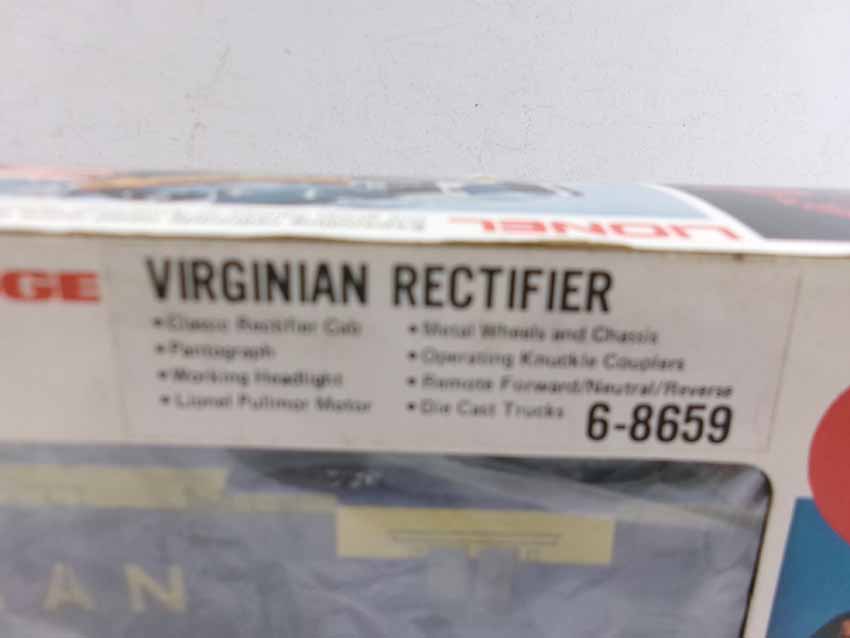 LIONEL
GE
VIRGINIAN RECTIFIER
• Classic Rectifier Cab
• Pantograph
• Working Headlight
• Lionel Pullmor Motor
• Metal Wheels and Chassis
• Operating Knuckle Couplers
• Remote Forward/Neutral/Reverse
• Die Cast Trucks
6-8659
AN